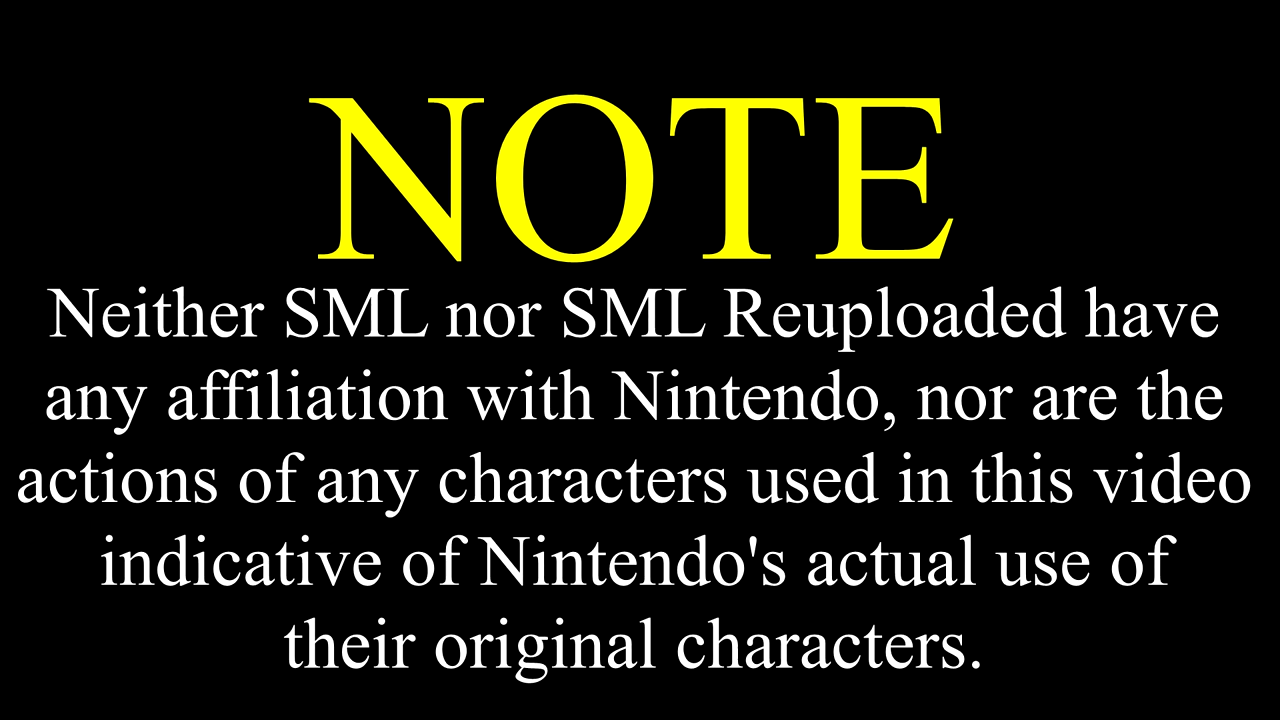 NOTE
Neither SML nor SML Reuploaded have
any affiliation with Nintendo, nor are the
actions of any characters used in this video
indicative of Nintendo's actual use of
their original characters.